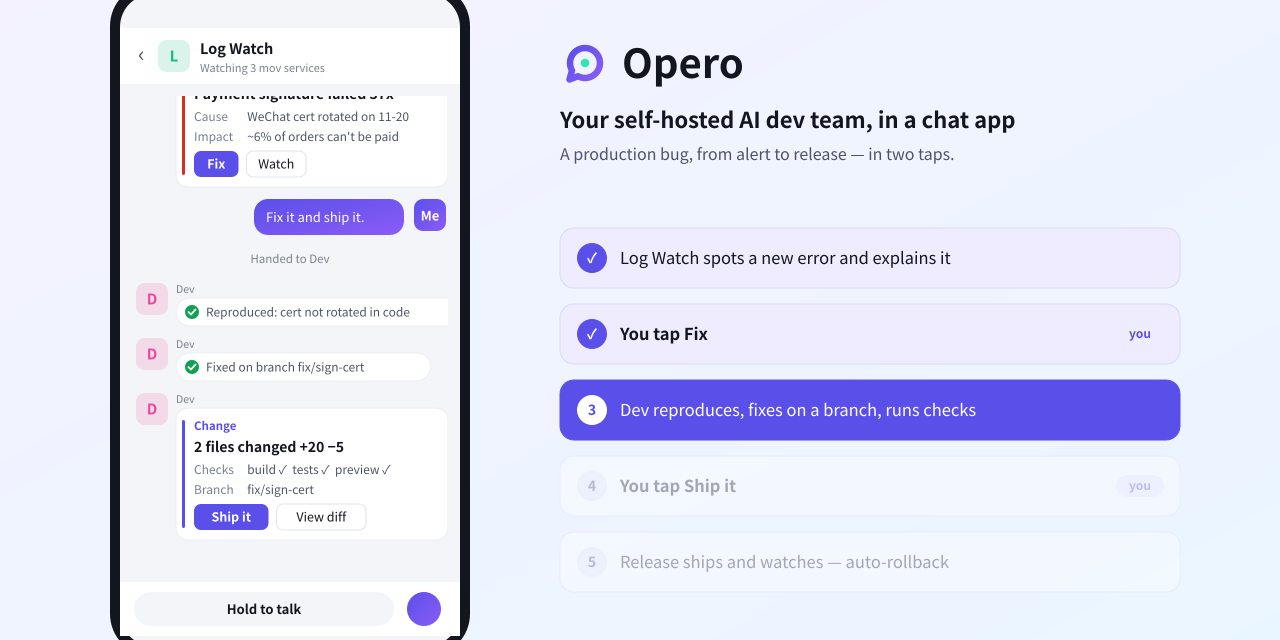 Log Watch
L
Watching 3 mov services
Payment signature failed 37x
Cause WeChat cert rotated on 11-20
Impact ~6% of orders can't be paid
Fix Watch
Fix it and ship it. Me
Handed to Dev
Dev
D
Reproduced: cert not rotated in code
Dev
D
Fixed on branch fix/sign-cert
Dev
D
Change
2 files changed +20 −5
Checks build ✓ tests ✓ preview ✓
Branch fix/sign-cert
Ship it View diff
Hold to talk
Opero
Your self-hosted AI dev team, in a chat app
A production bug, from alert to release — in two taps.
✓ Log Watch spots a new error and explains it
✓ You tap Fix you
3 Dev reproduces, fixes on a branch, runs checks
4 You tap Ship it you
5 Release ships and watches — auto-rollback